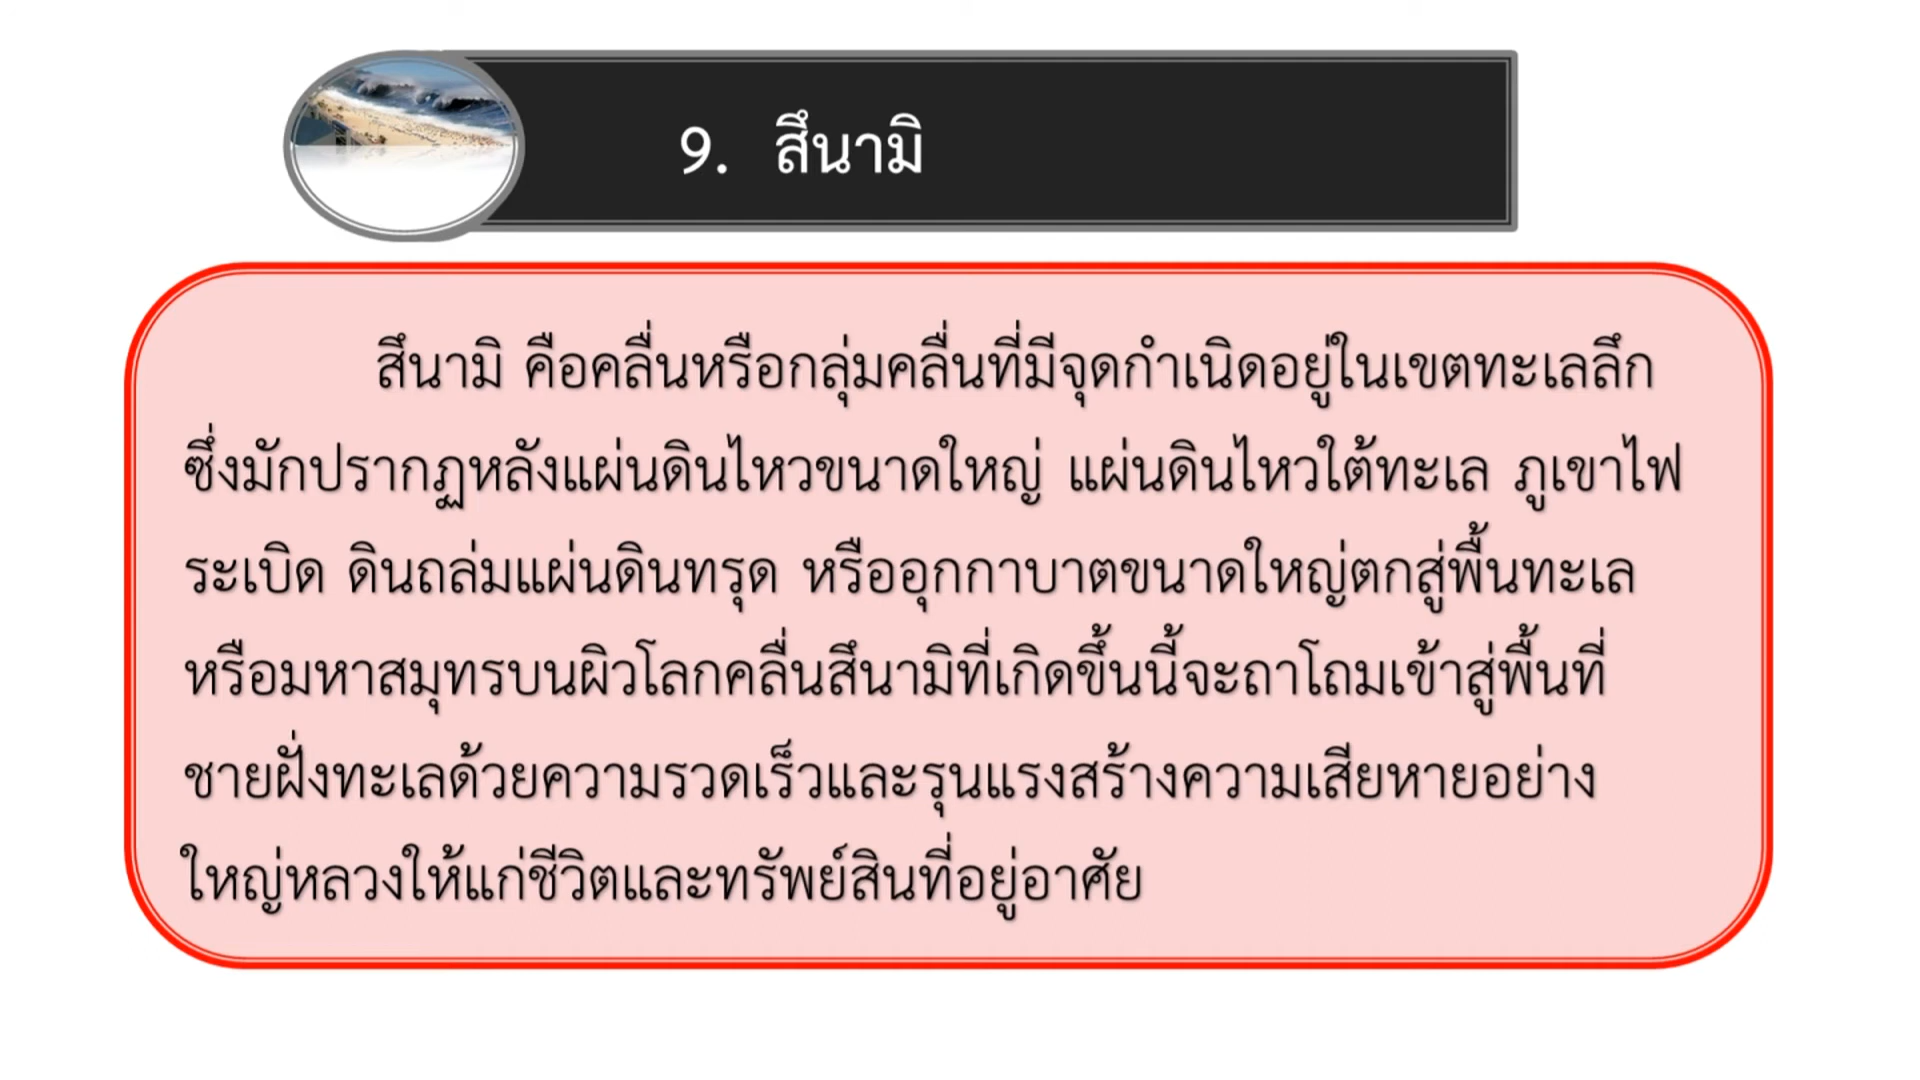 9. สึนามิ
สึนามิ คือคลื่นหรือกลุ่มคลื่นที่มีจุดกำเนิดอยู่ในเขตทะเลลึก
ซึ่งมักปรากฏหลังแผ่นดินไหวขนาดใหญ่ แผ่นดินไหวใต้ทะเล ภูเขาไฟ
ระเบิด ดินถล่มแผ่นดินทรุด หรืออุกกาบาตขนาดใหญ่ตกสู่พื้นทะเล
หรือมหาสมุทรบนผิวโลกคลื่นสึนามิที่เกิดขึ้นนี้จะถาโถมเข้าสู่พื้นที่
ชายฝั่งทะเลด้วยความรวดเร็วและรุนแรงสร้างความเสียหายอย่าง
ใหญ่หลวงให้แก่ชีวิตและทรัพย์สินที่อยู่อาศัย